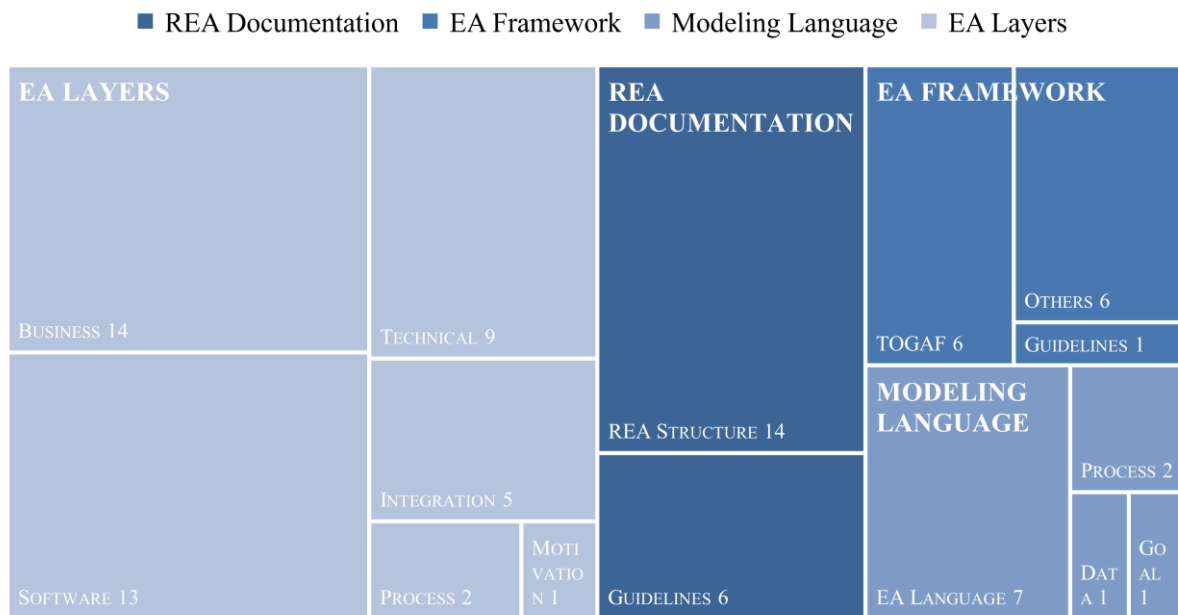 REA Documentation EA Framework Modeling Language EA Layers
EA LAYERS
BUSINESS 14
SOFTWARE 13
TECHNICAL 9
INTEGRATION 5
PROCESS 2
MOTI
VATIO
N 1
REA
DOCUMENTATION
REA STRUCTURE 14
GUIDELINES 6
EA FRAMEWORK
TOGAF 6
OTHERS 6
GUIDELINES 1
MODELING
LANGUAGE
EA LANGUAGE 7
PROCESS 2
DAT
A 1
GO
AL
1